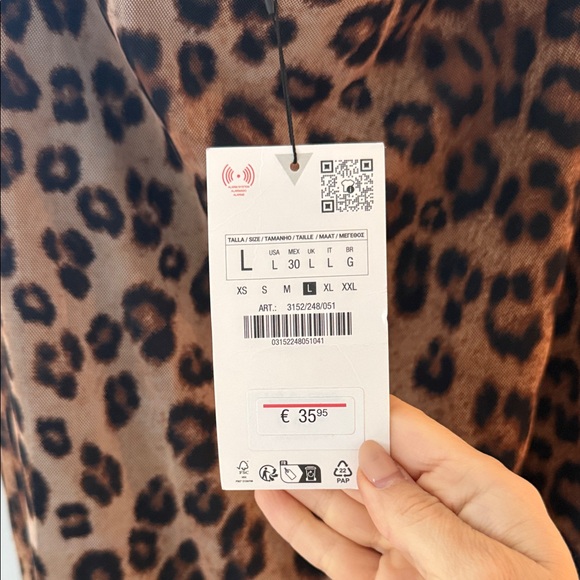 TALLA / SIZE / TAMANHO / TAILLE / MAAT / ΜΕΓΕΘΟΣ
L
USA MEX UK IT BR
L 30 L L G
XS S M L XL XXL
ART.: 3152/248/051
03152248051041
€ 35 95
FSC
22
PAP